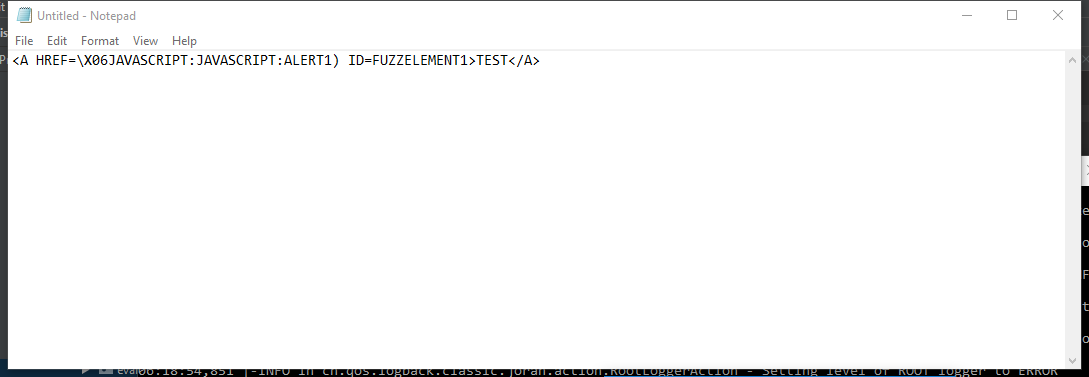 Untitled - Notepad
File Edit Format View Help
<A HREF=\X06JAVASCRIPT:JAVASCRIPT:ALERT1) ID=FUZZELEMENT1>TEST</A>
eval06:18:54,851 |-INFO in ch.qos.logback.classic.joran.action.RootLoggerAction - Setting level of ROOT logger to ERROR